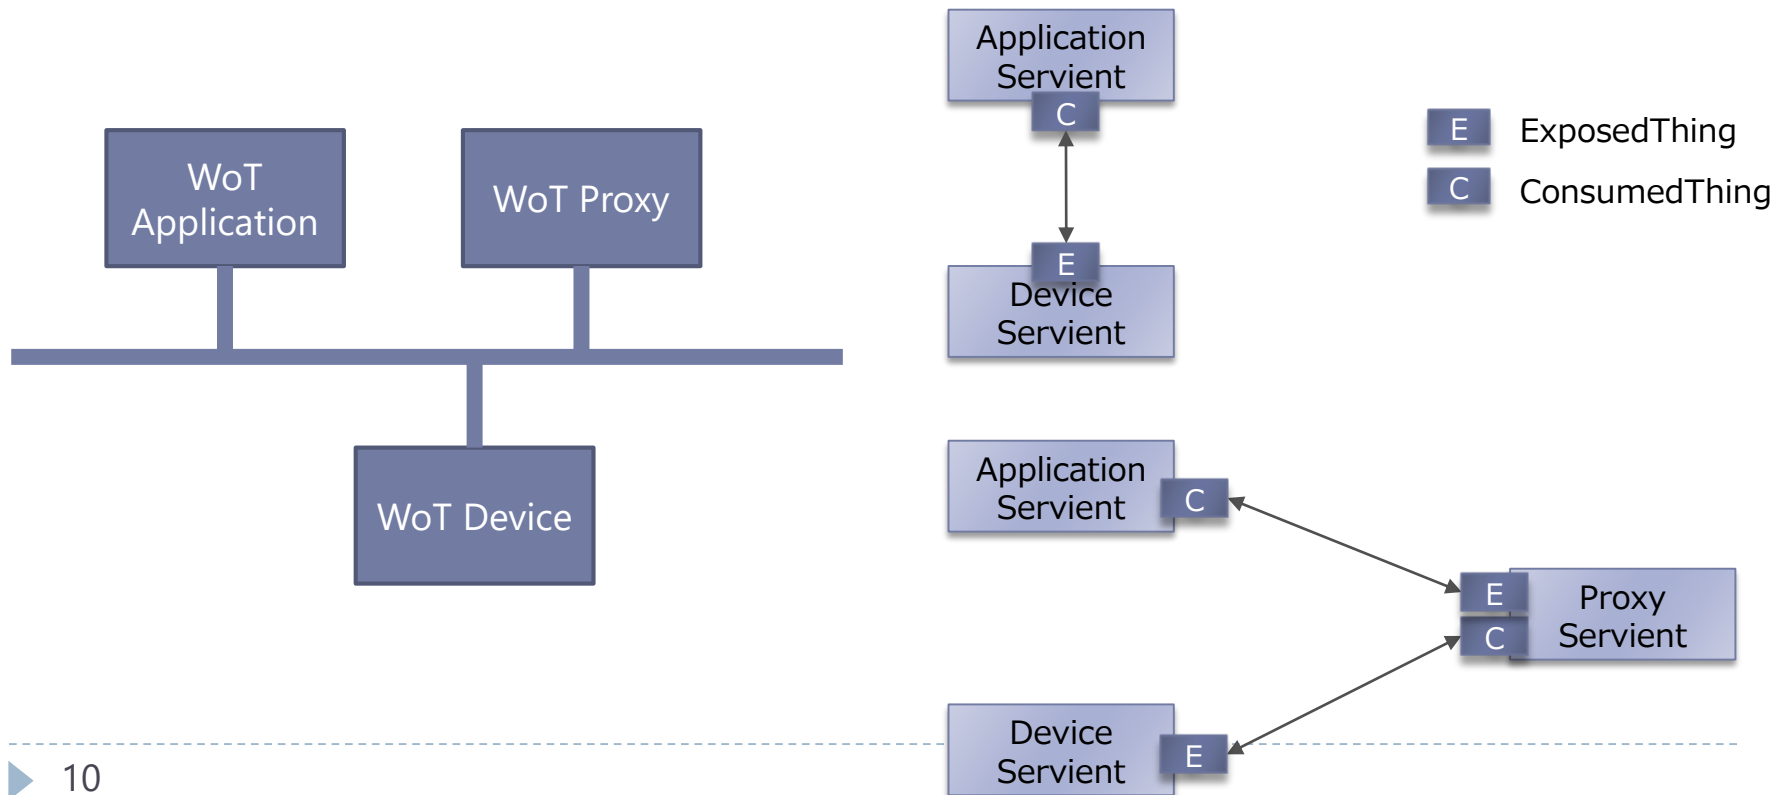 WoT
Application
WoT Proxy
WoT Device
Application
Servient
C
E
Device
Servient
E ExposedThing
C ConsumedThing
Application
Servient
C
E
C
Proxy
Servient
Device
Servient
E
10